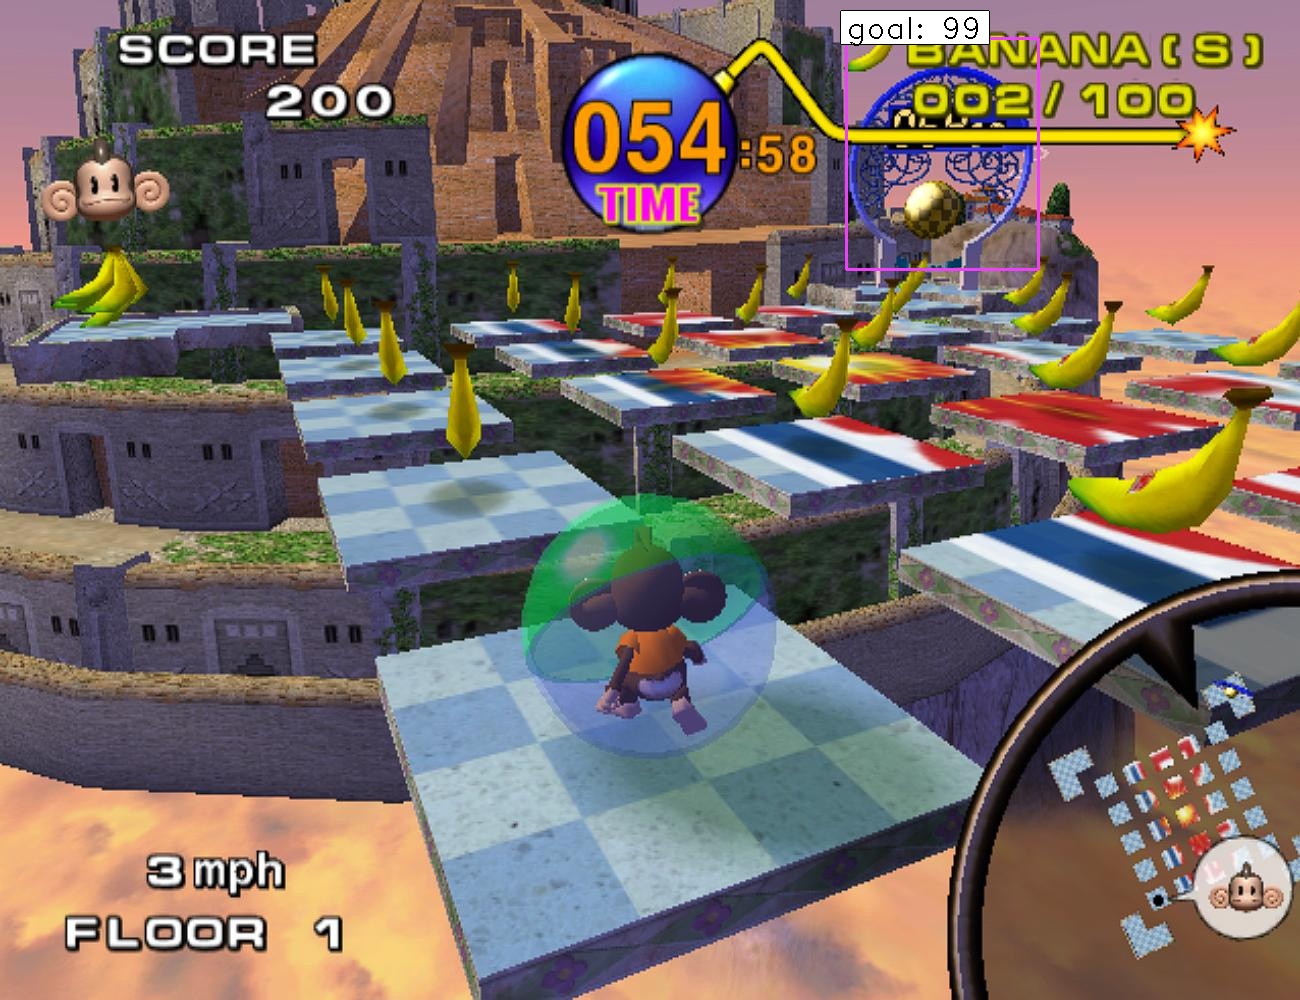 goal: 99
SCORE
200
054:58
TIME
BANANA(S)
002/100
3 mph
FLOOR 1